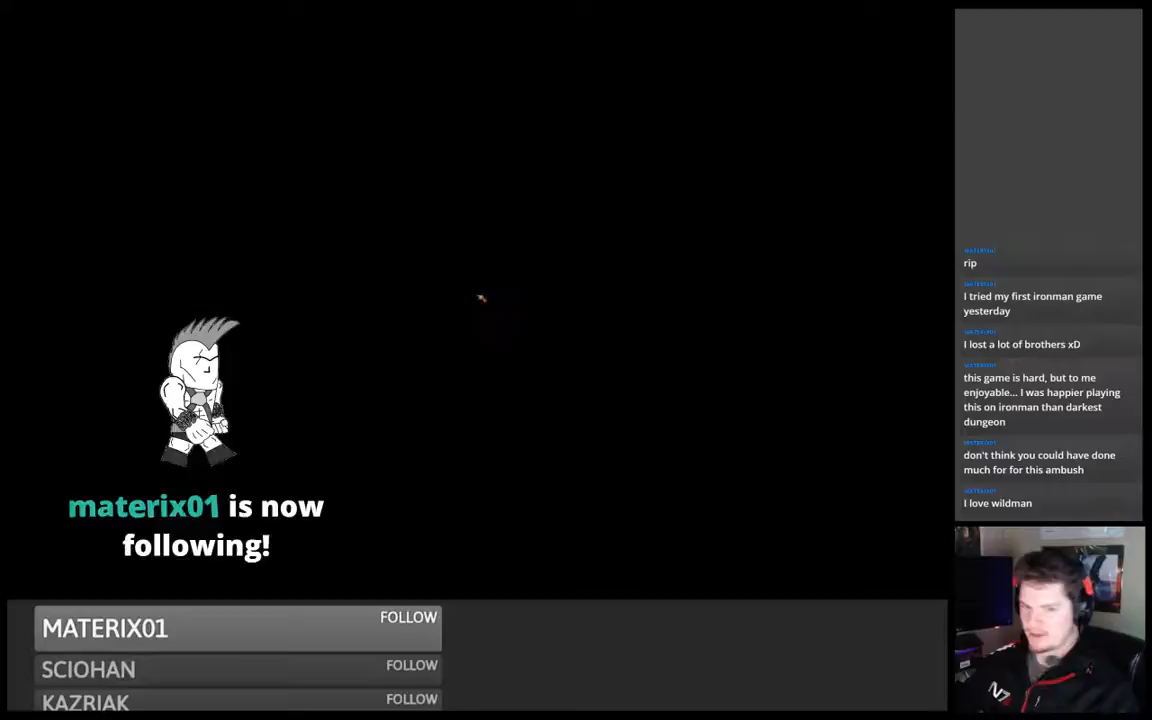 rip
I tried my first ironman game
yesterday
I lost a lot of brothers xD
this game is hard, but to me
enjoyable... I was happier playing
this on ironman than darkest
dungeon
don't think you could have done
much for for this ambush
I love wildman
materix01 is now
following!
MATERIX01 FOLLOW
SCIOHAN FOLLOW
KAZRIAK FOLLOW
N7